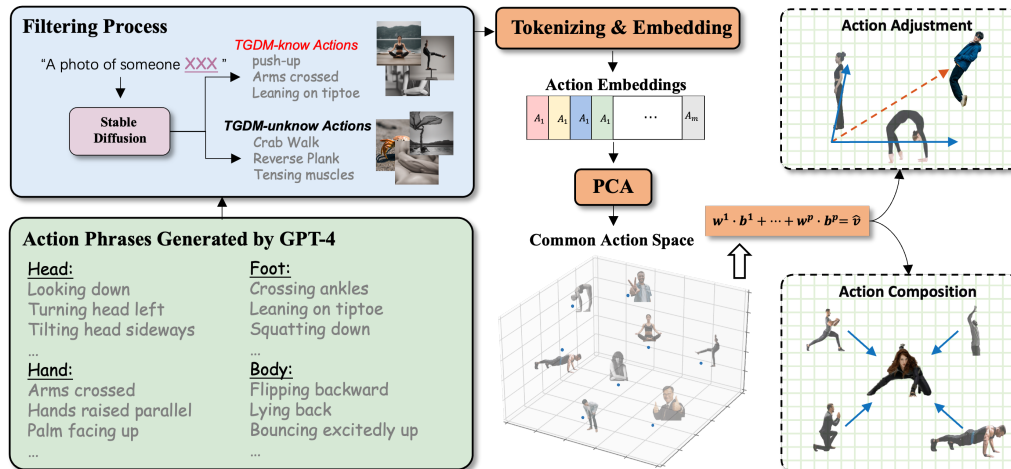 Filtering Process
“A photo of someone XXX ”
Stable
Diffusion
TGDM-know Actions
push-up
Arms crossed
Leaning on tiptoe
TGDM-unknow Actions
Crab Walk
Reverse Plank
Tensing muscles
Action Phrases Generated by GPT-4
Head:
Looking down
Turning head left
Tilting head sideways
...
Foot:
Crossing ankles
Leaning on tiptoe
Squatting down
...
Hand:
Arms crossed
Hands raised parallel
Palm facing up
...
Body:
Flipping backward
Lying back
Bouncing excitedly up
...
Tokenizing & Embedding
Action Embeddings
A₁ A₁ A₁ A₁ ... Aₘ
PCA
Common Action Space
w¹ · b¹ + ⋯ + wᵖ · bᵖ= v̂
Action Adjustment
Action Composition